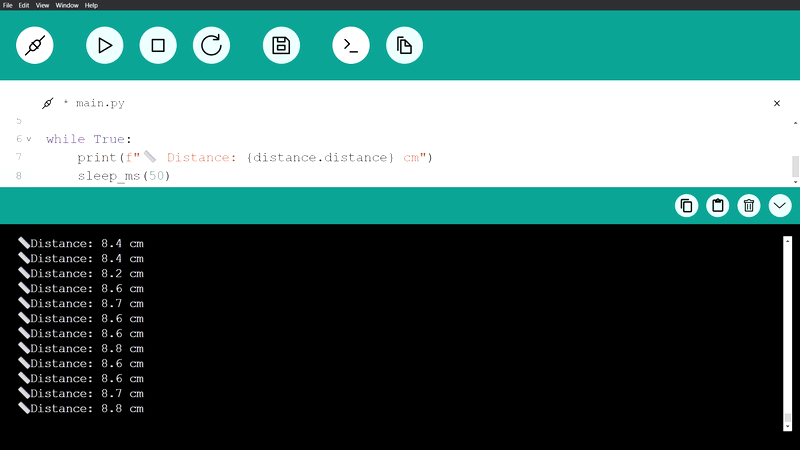 File Edit View Window Help
* main.py
5
6 while True:
7 print(f"📏 Distance: {distance.distance} cm")
8 sleep_ms(50)
📏Distance: 8.4 cm
📏Distance: 8.4 cm
📏Distance: 8.2 cm
📏Distance: 8.6 cm
📏Distance: 8.7 cm
📏Distance: 8.6 cm
📏Distance: 8.6 cm
📏Distance: 8.8 cm
📏Distance: 8.6 cm
📏Distance: 8.6 cm
📏Distance: 8.7 cm
📏Distance: 8.8 cm